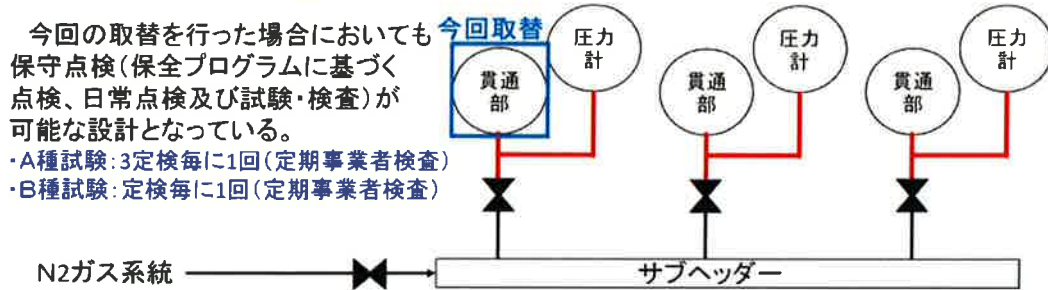 今回の取替を行った場合においても
保守点検(保全プログラムに基づく
点検、日常点検及び試験・検査)が
可能な設計となっている。
・A種試験:3定検毎に1回(定期事業者検査)
・B種試験:定検毎に1回(定期事業者検査)
今回取替
貫通
部
圧力
計
貫通
部
圧力
計
貫通
部
圧力
計
N2ガス系統
サブヘッダー